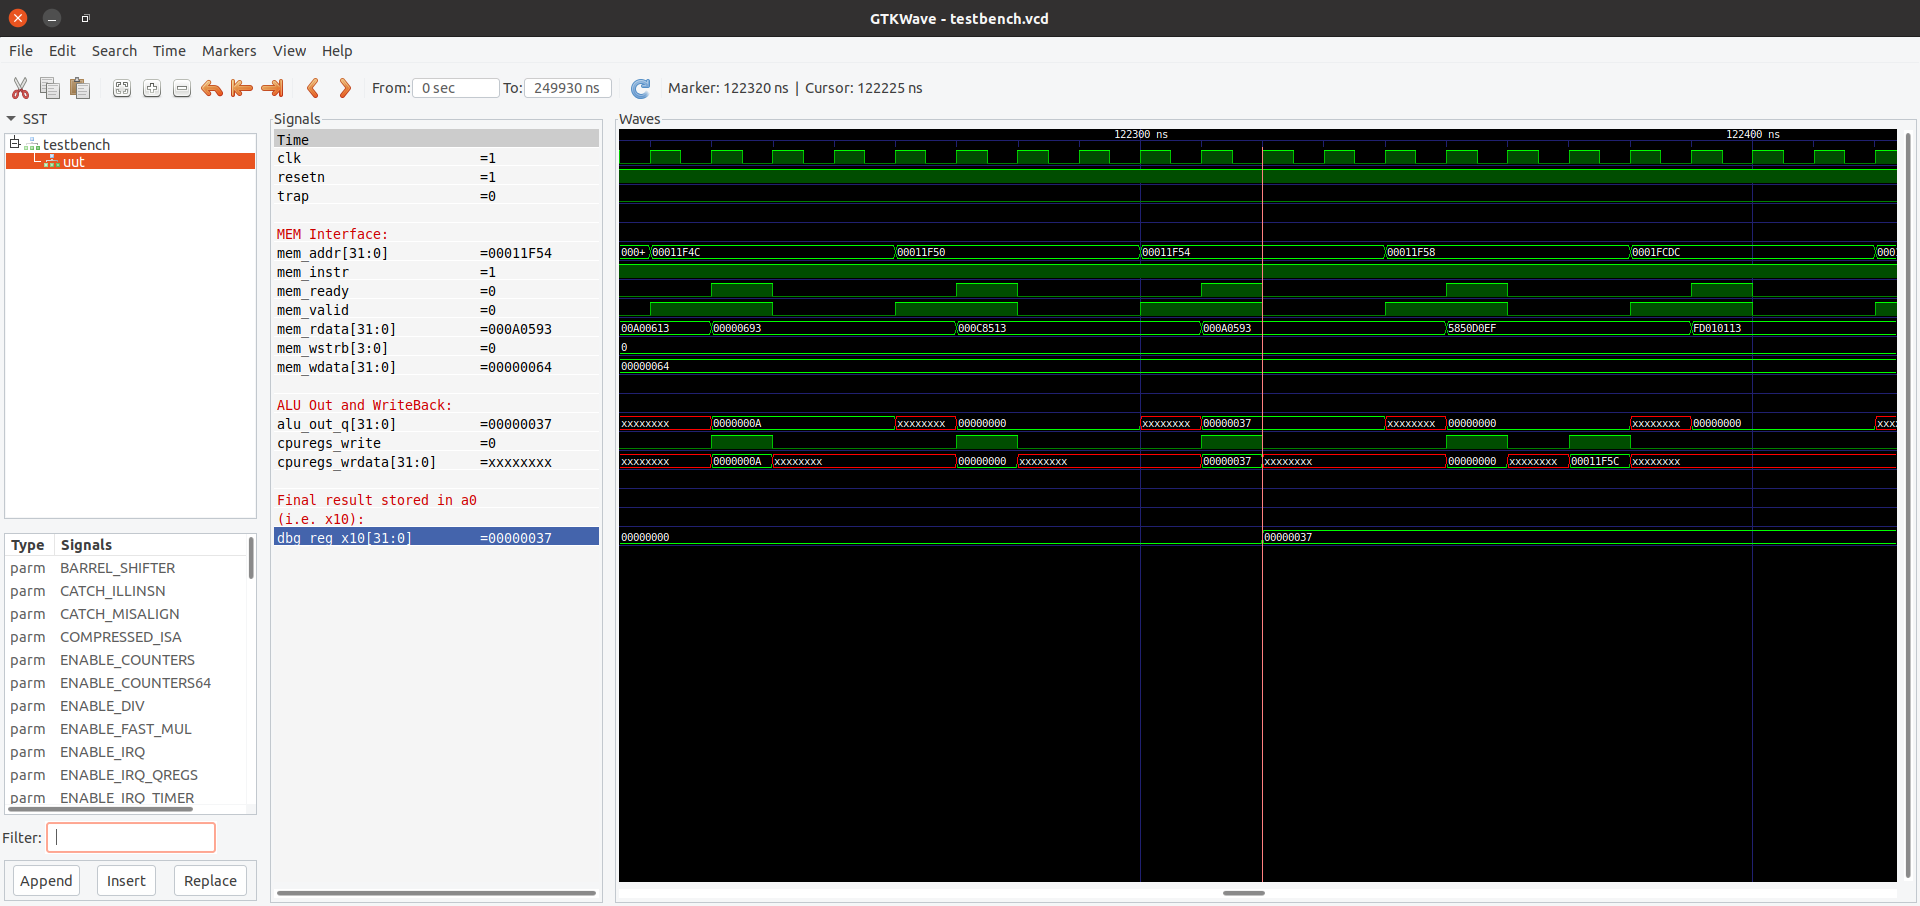 GTKWave - testbench.vcd
File Edit Search Time Markers View Help
From: 0 sec To: 249930 ns Marker: 122320 ns | Cursor: 122225 ns
SST
testbench
uut
Type Signals
parm BARREL_SHIFTER
parm CATCH_ILLINSN
parm CATCH_MISALIGN
parm COMPRESSED_ISA
parm ENABLE_COUNTERS
parm ENABLE_COUNTERS64
parm ENABLE_DIV
parm ENABLE_FAST_MUL
parm ENABLE_IRQ
parm ENABLE_IRQ_QREGS
parm ENABLE_IRQ_TIMER
Filter:
Append Insert Replace
Signals
Time
clk =1
resetn =1
trap =0
MEM Interface:
mem_addr[31:0] =00011F54
mem_instr =1
mem_ready =0
mem_valid =0
mem_rdata[31:0] =000A0593
mem_wstrb[3:0] =0
mem_wdata[31:0] =00000064
ALU Out and WriteBack:
alu_out_q[31:0] =00000037
cpuregs_write =0
cpuregs_wrdata[31:0] =xxxxxxxx
Final result stored in a0
(i.e. x10):
dbg_reg_x10[31:0] =00000037
Waves
122300 ns 122400 ns
000+ 00011F4C 00011F50 00011F54 00011F58 0001FCDC 000
00A00613 00000693 000C8513 000A0593 5850D0EF FD010113
0
00000064
xxxxxxxx 0000000A xxxxxxxx 00000000 xxxxxxxx 00000037 xxxxxxxx 00000000 xxxxxxxx 00000000 xxx
xxxxxxxx 0000000A xxxxxxxx 00000000 xxxxxxxx 00000037 xxxxxxxx 00000000 xxxxxxxx 00011F5C xxxxxxxx
00000000 00000037